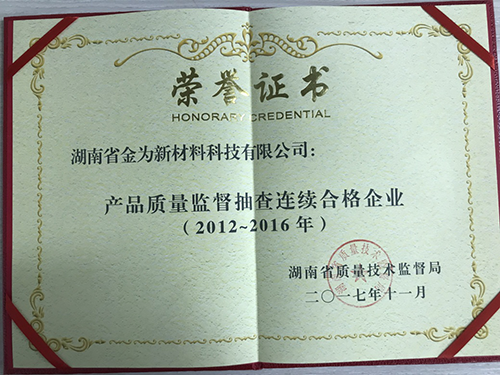 荣誉证书
HONORARY CREDENTIAL
湖南省金为新材料科技有限公司：
产品质量监督抽查连续合格企业
（2012~2016年）
湖南省质量技术监督局
二〇一七年十一月